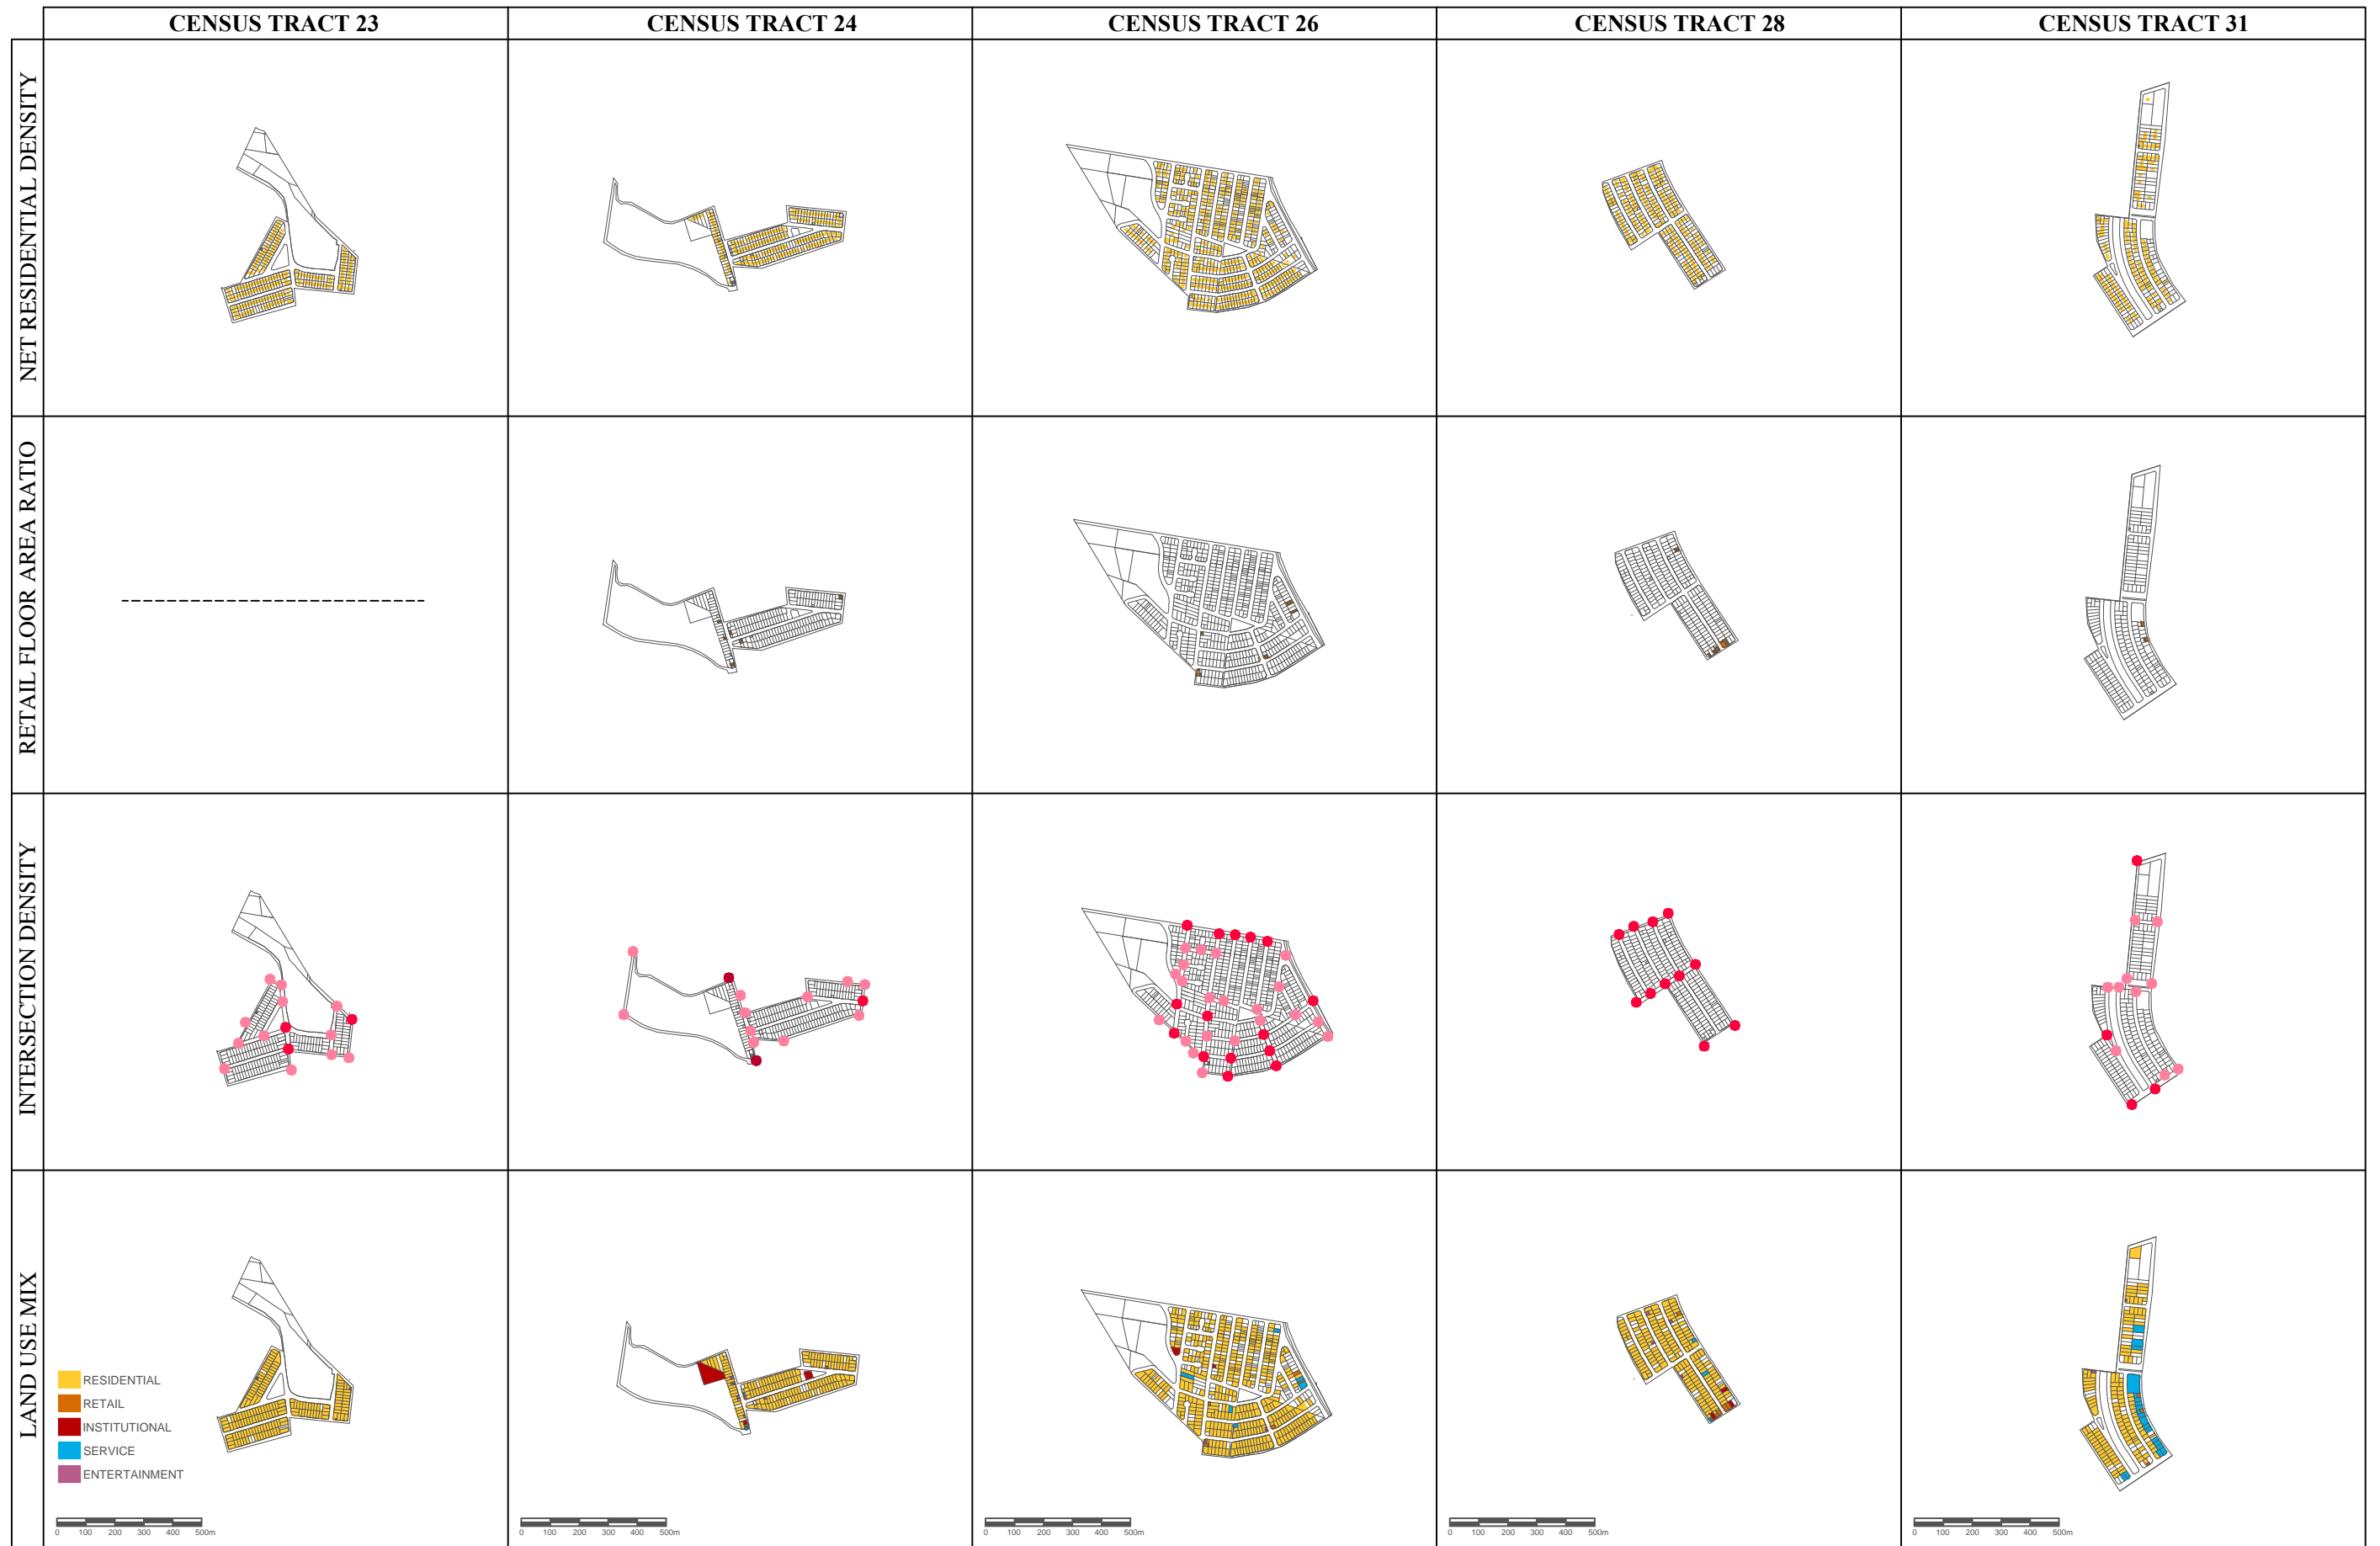 CENSUS TRACT 23
CENSUS TRACT 24
CENSUS TRACT 26
CENSUS TRACT 28
CENSUS TRACT 31
NET RESIDENTIAL DENSITY
RETAIL FLOOR AREA RATIO
INTERSECTION DENSITY
LAND USE MIX
RESIDENTIAL
RETAIL
INSTITUTIONAL
SERVICE
ENTERTAINMENT
0 100 200 300 400 500m
0 100 200 300 400 500m
0 100 200 300 400 500m
0 100 200 300 400 500m
0 100 200 300 400 500m